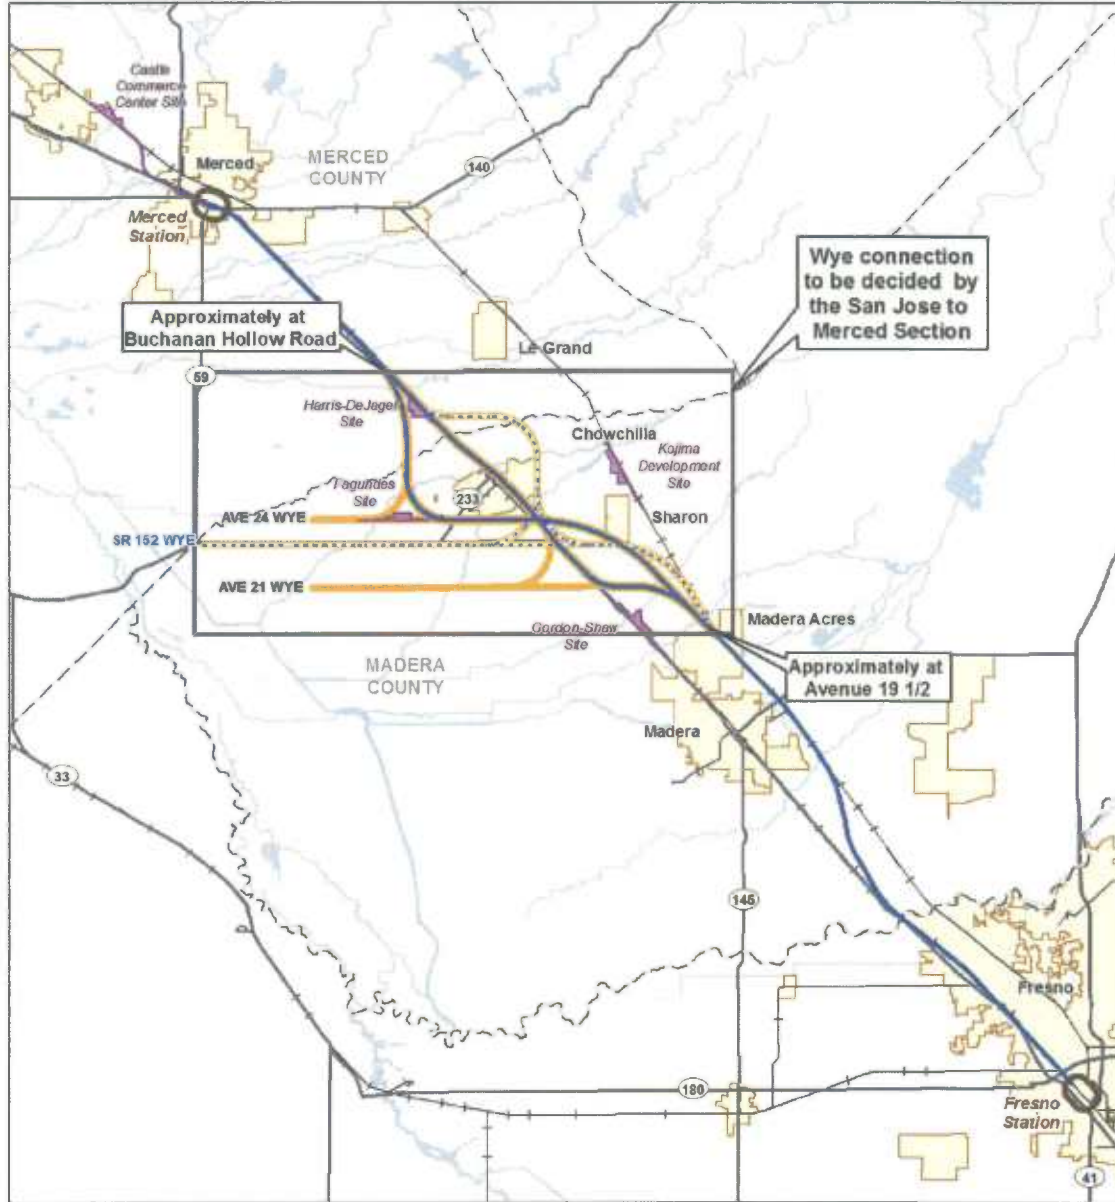 Castle
Commerce
Center Site
Merced
MERCED
COUNTY
140
Merced
Station
Wye connection
to be decided by
the San Jose to
Merced Section
Approximately at
Buchanan Hollow Road
Le Grand
59
Harris-DeJager
Site
Chowchilla
Kojima
Development
Site
Fagundes
Site
233
Sharon
AVE 24 WYE
SR 152 WYE
AVE 21 WYE
Gordon-Shaw
Site
Madera Acres
MADERA
COUNTY
Approximately at
Avenue 19 1/2
Madera
33
145
Fresno
180
Fresno
Station
41